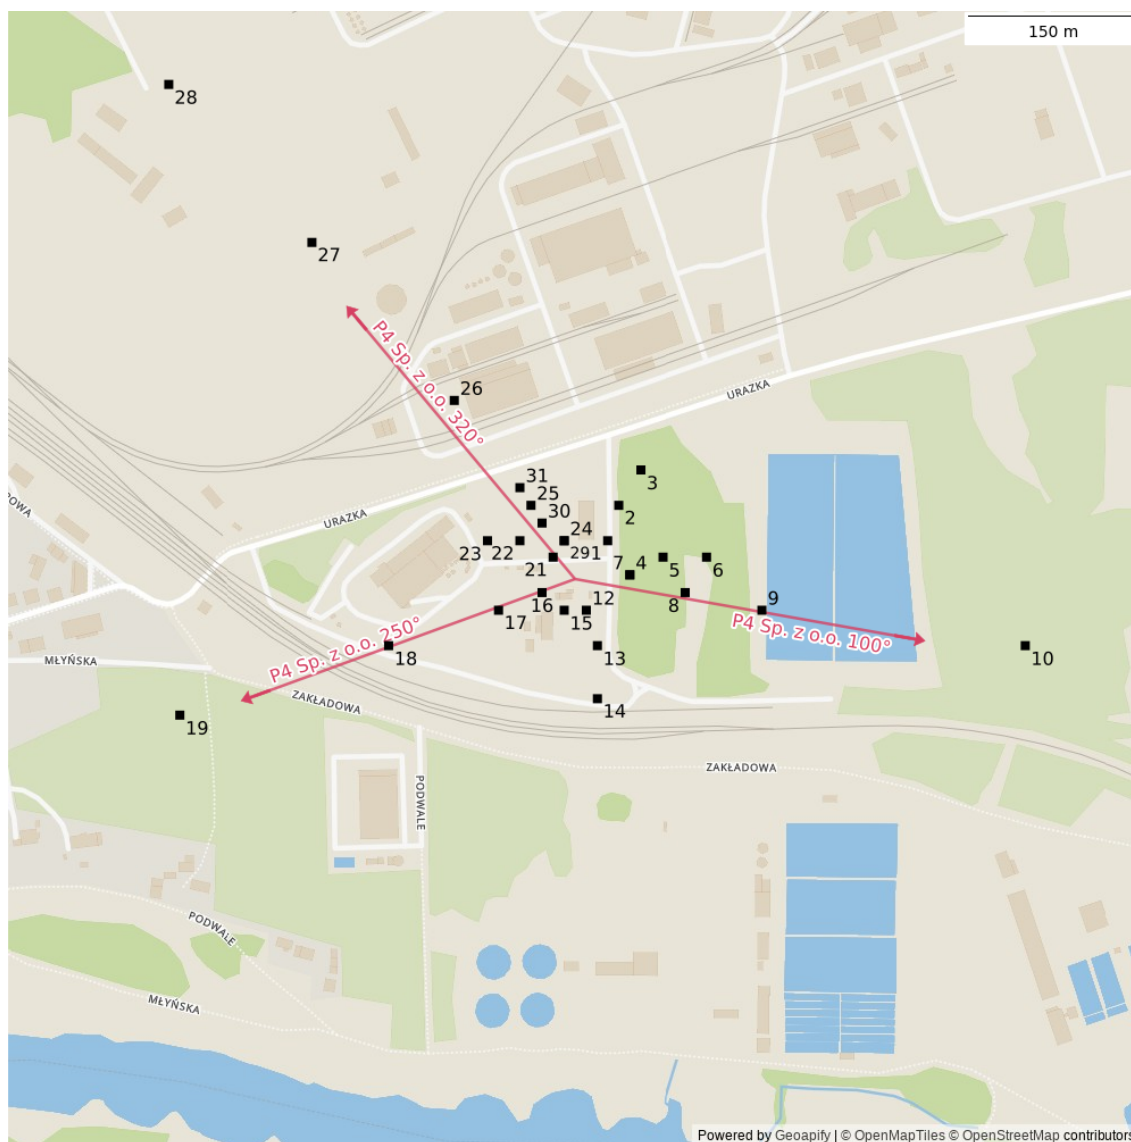 150 m
28
27
P4 Sp. z o.o. 320°
26
URAZKA
31
3
25
2
30
URAZKA
24
23
22
29
1
21
7
4
5
6
16
12
8
9
17
15
P4 Sp. z o.o. 100°
P4 Sp. z o.o. 250°
13
18
10
MŁYŃSKA
ZAKŁADOWA
14
19
ZAKŁADOWA
PODWALE
PODWALE
MŁYŃSKA
Powered by Geoapify | © OpenMapTiles © OpenStreetMap contributors